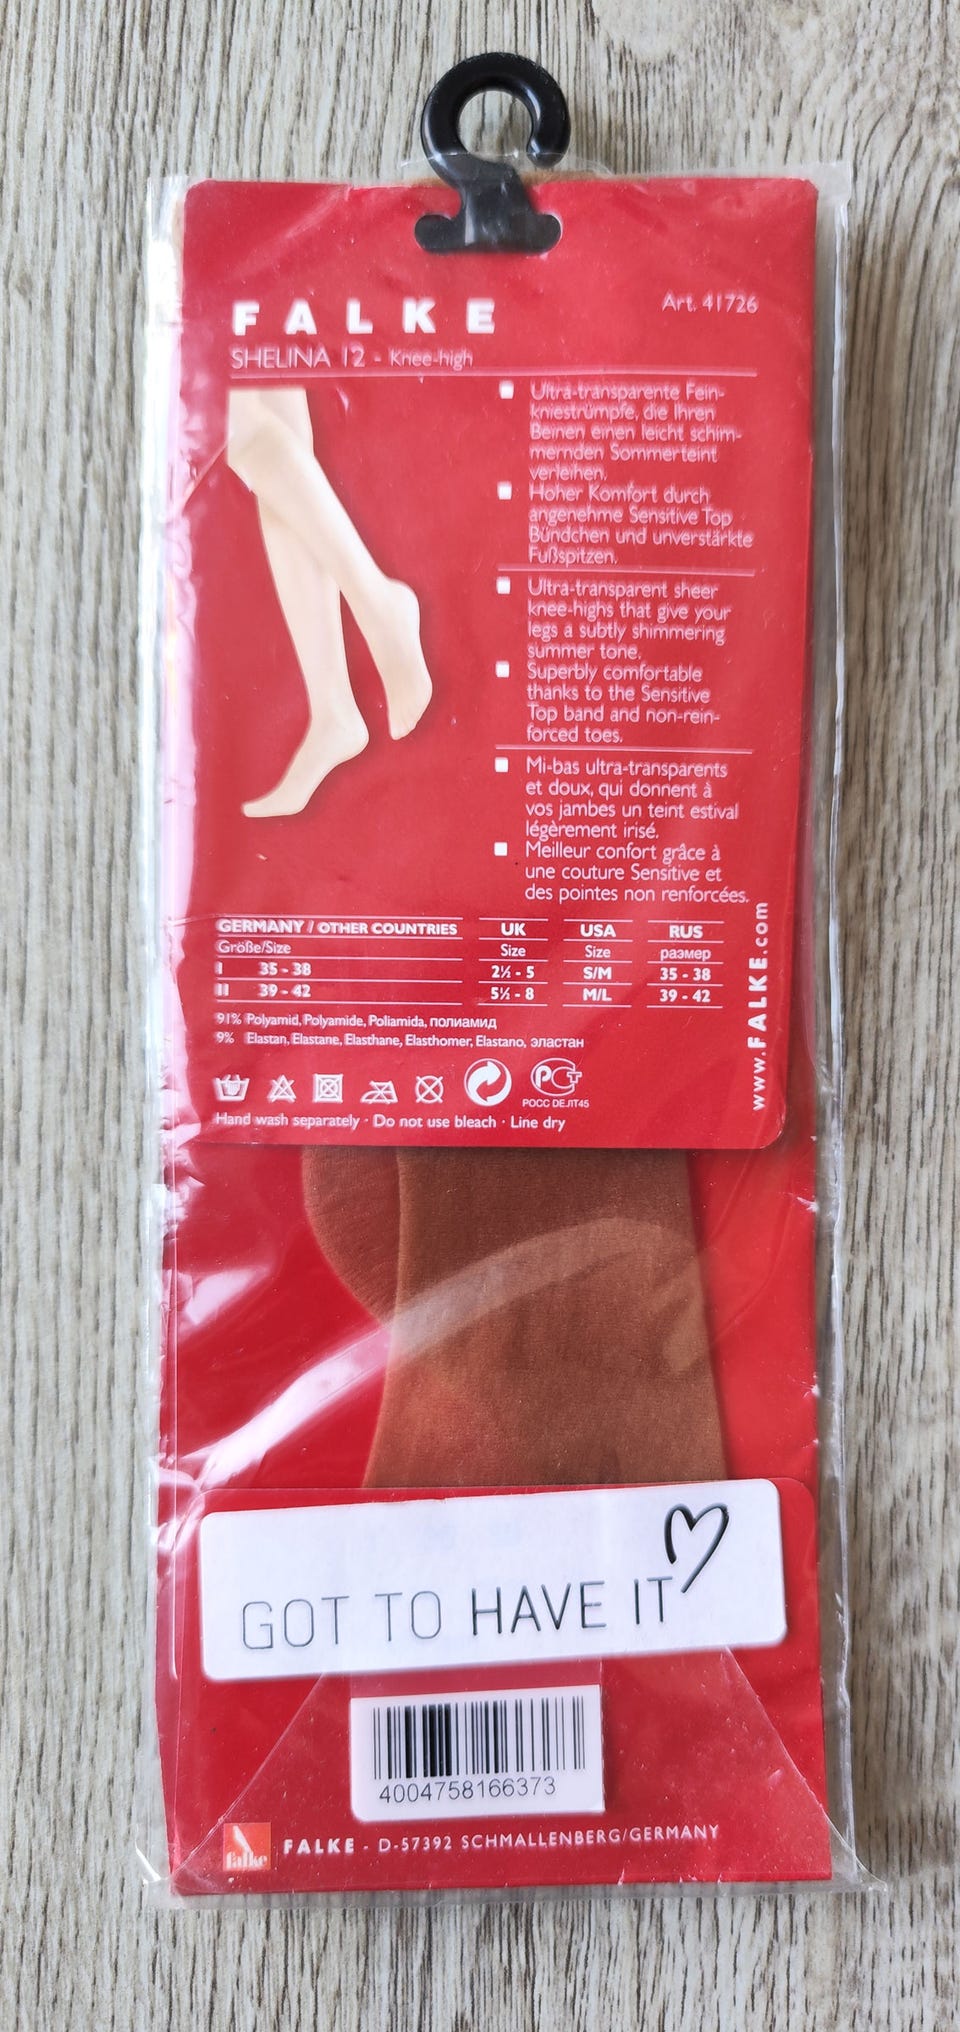 FALKE
Art. 41726
SHELINA 12 - Knee-high
Ultra-transparente Fein-
kniestrümpfe, die Ihren
Beinen einen leicht schim-
mernden Sommerteint
verleihen.
Hoher Komfort durch
angenehme Sensitive Top
Bündchen und unverstärkte
Fußspitzen.
Ultra-transparent sheer
knee-highs that give your
legs a subtly shimmering
summer tone.
Superbly comfortable
thanks to the Sensitive
Top band and non-rein-
forced toes.
Mi-bas ultra-transparents
et doux, qui donnent à
vos jambes un teint estival
légèrement irisé.
Meilleur confort grâce à
une couture Sensitive et
des pointes non renforcées.
GERMANY / OTHER COUNTRIES UK USA RUS
Größe/Size Size Size размер
I 35 - 38 2½ - 5 S/M 35 - 38
II 39 - 42 5½ - 8 M/L 39 - 42
91% Polyamid, Polyamide, Poliamida, полиамид
9% Elastan, Elastane, Elasthane, Elasthomer, Elastano, эластан
РОСС DE.ЛТ45
Hand wash separately · Do not use bleach · Line dry
www.FALKE.com
GOT TO HAVE IT
4004758166373
falke
FALKE - D-57392 SCHMALLENBERG/GERMANY